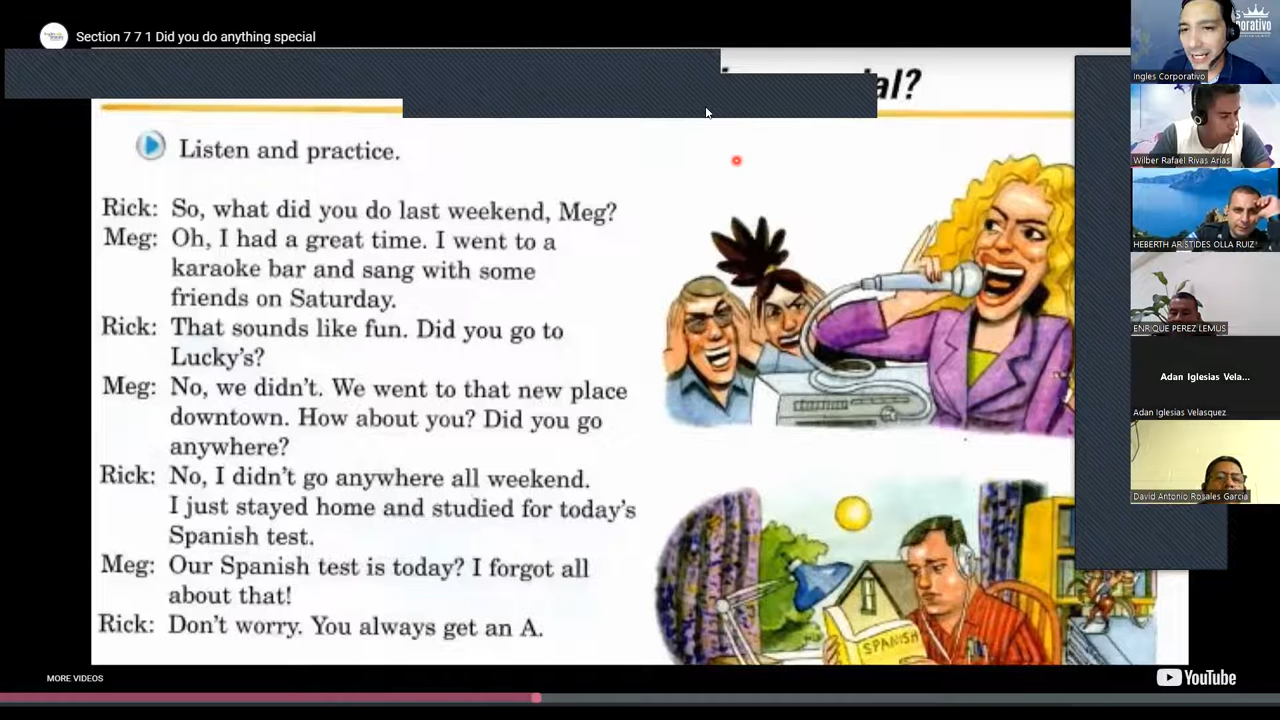 Section 7 7 1 Did you do anything special
al?
Listen and practice.
Rick: So, what did you do last weekend, Meg?
Meg: Oh, I had a great time. I went to a
karaoke bar and sang with some
friends on Saturday.
Rick: That sounds like fun. Did you go to
Lucky's?
Meg: No, we didn't. We went to that new place
downtown. How about you? Did you go
anywhere?
Rick: No, I didn't go anywhere all weekend.
I just stayed home and studied for today's
Spanish test.
Meg: Our Spanish test is today? I forgot all
about that!
Rick: Don't worry. You always get an A.
SPANISH
MORE VIDEOS
YouTube
Ingles Corporativo
Wilber Rafael Rivas Arias
HEBERTH ARISTIDES OLLA RUIZ
ENRIQUE PEREZ LEMUS
Adan Iglesias Vela...
Adan Iglesias Velasquez
David Antonio Rosales Garcia